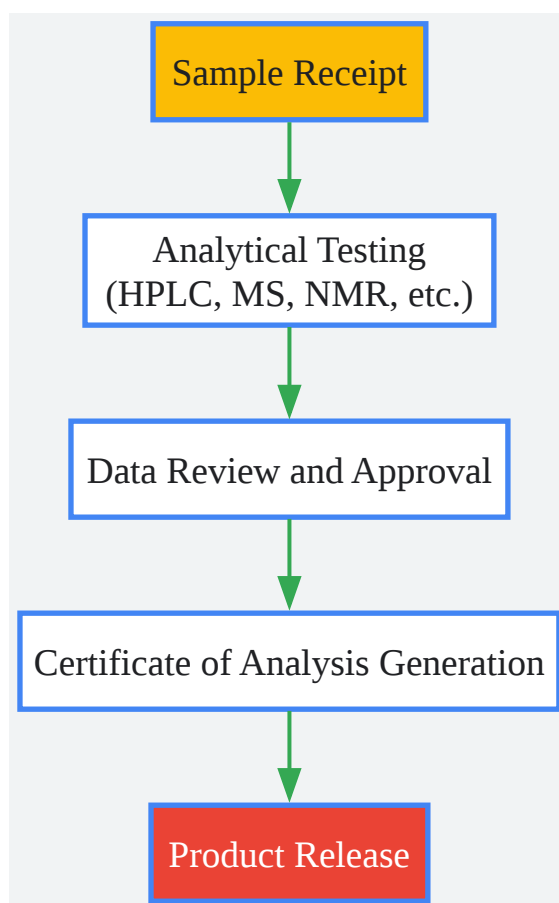 Sample Receipt
Analytical Testing
(HPLC, MS, NMR, etc.)
Data Review and Approval
Certificate of Analysis Generation
Product Release